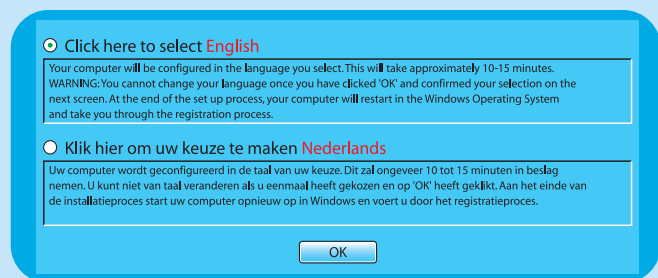 Click here to select English
Your computer will be configured in the language you select. This will take approximately 10-15 minutes.
WARNING: You cannot change your language once you have clicked 'OK' and confirmed your selection on the
next screen. At the end of the set up process, your computer will restart in the Windows Operating System
and take you through the registration process.
Klik hier om uw keuze te maken Nederlands
Uw computer wordt geconfigureerd in de taal van uw keuze. Dit zal ongeveer 10 tot 15 minuten in beslag
nemen. U kunt niet van taal veranderen als u eenmaal heeft gekozen en op 'OK' heeft geklikt. Aan het einde van
de installatieproces start uw computer opnieuw op in Windows en voert u door het registratieproces.
OK